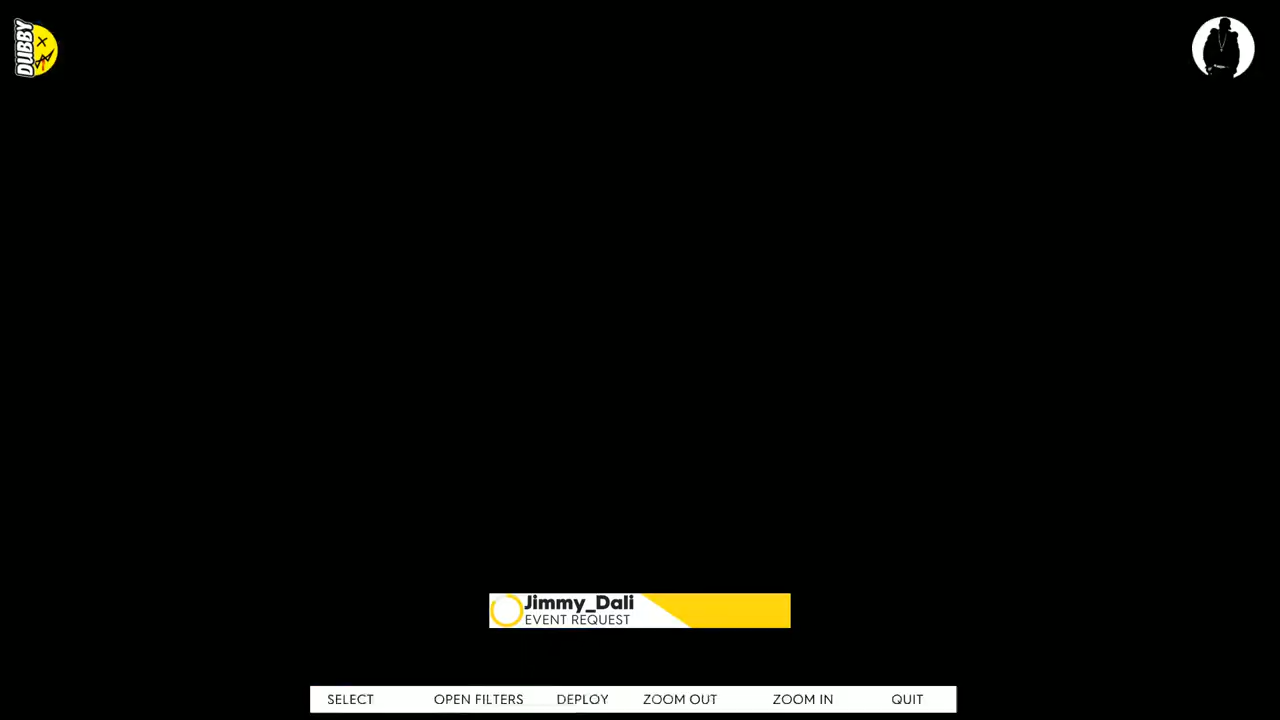 DUBBY
Jimmy_Dali
EVENT REQUEST
SELECT OPEN FILTERS DEPLOY ZOOM OUT ZOOM IN QUIT